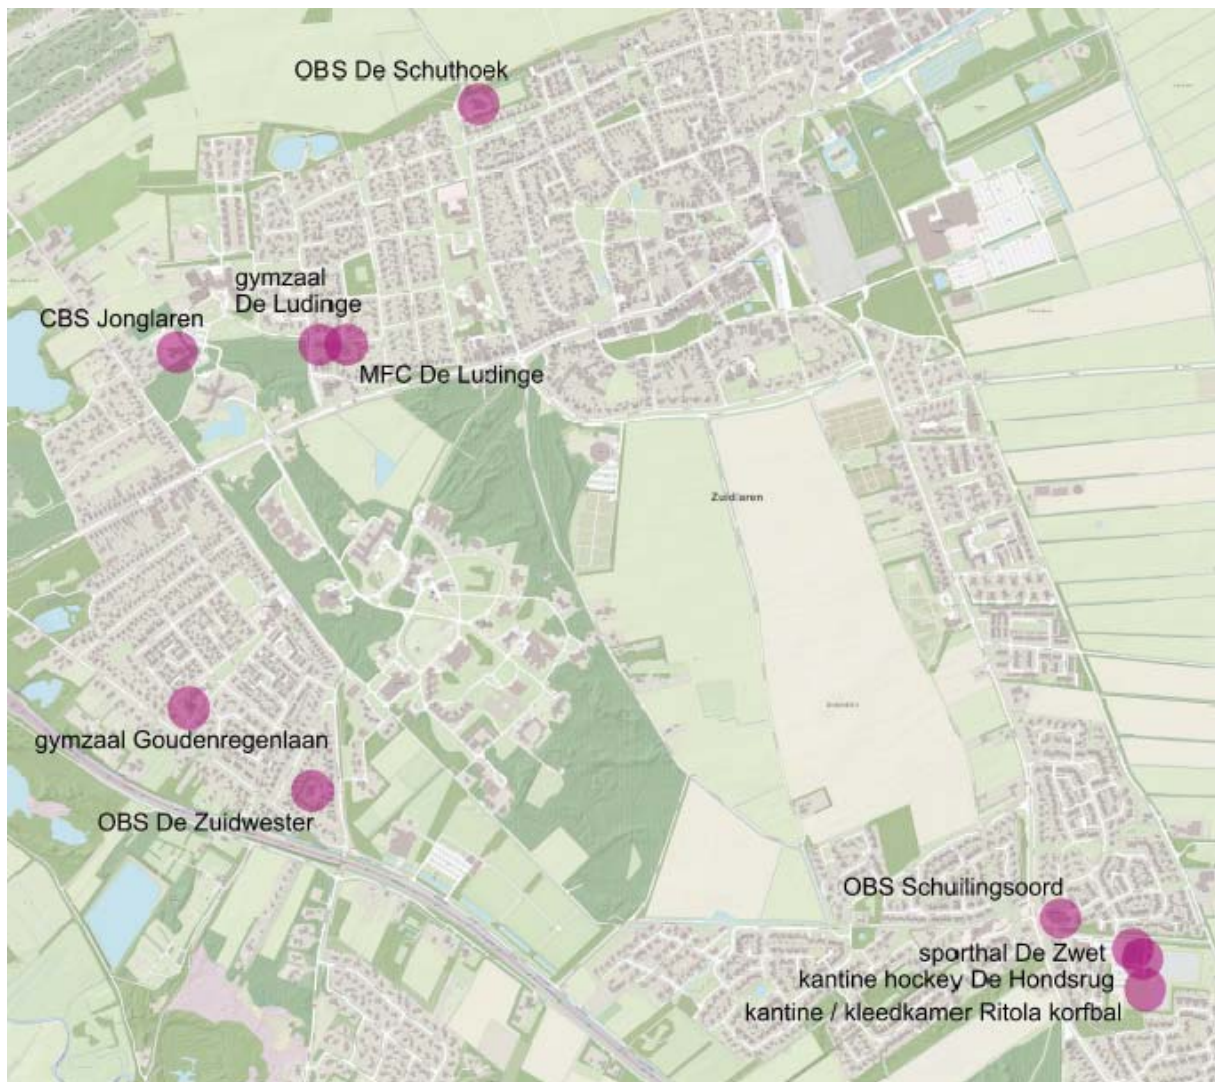 OBS De Schuthoek
gymzaal
De Ludinge
CBS Jonglaren
MFC De Ludinge
Zuidlaren
gymzaal Goudenregenlaan
OBS De Zuidwester
OBS Schuilingsoord
sporthal De Zwet
kantine hockey De Hondsrug
kantine / kleedkamer Ritola korfbal